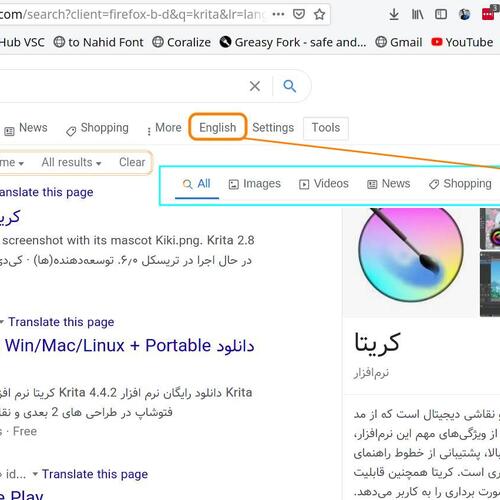 .com/search?client=firefox-b-d&q=krita&lr=lang
Hub VSC to Nahid Font Coralize Greasy Fork - safe and... Gmail YouTube
News Shopping More English Settings Tools
All results Clear
All Images Videos News Shopping
Translate this page
کریتا
screenshot with its mascot Kiki.png. Krita 2.8
در حال اجرا در تریسکل ۶٫۰. توسعه‌دهنده(ها) · کی‌دی
Translate this page
دانلود Win/Mac/Linux + Portable
Krita دانلود رایگان نرم افزار Krita 4.4.2 کریتا نرم افزا
فتوشاپ در طراحی های 2 بعدی و نقا
· Free
id... Translate this page
Play
کریتا
نرم‌افزار
نقاشی دیجیتال است که از مد
از ویژگی‌های مهم این نرم‌افزار،
بالا، پشتیبانی از خطوط راهنمای
ری است. کریتا همچنین قابلیت
صورت برداری را به کاربر می‌دهد.